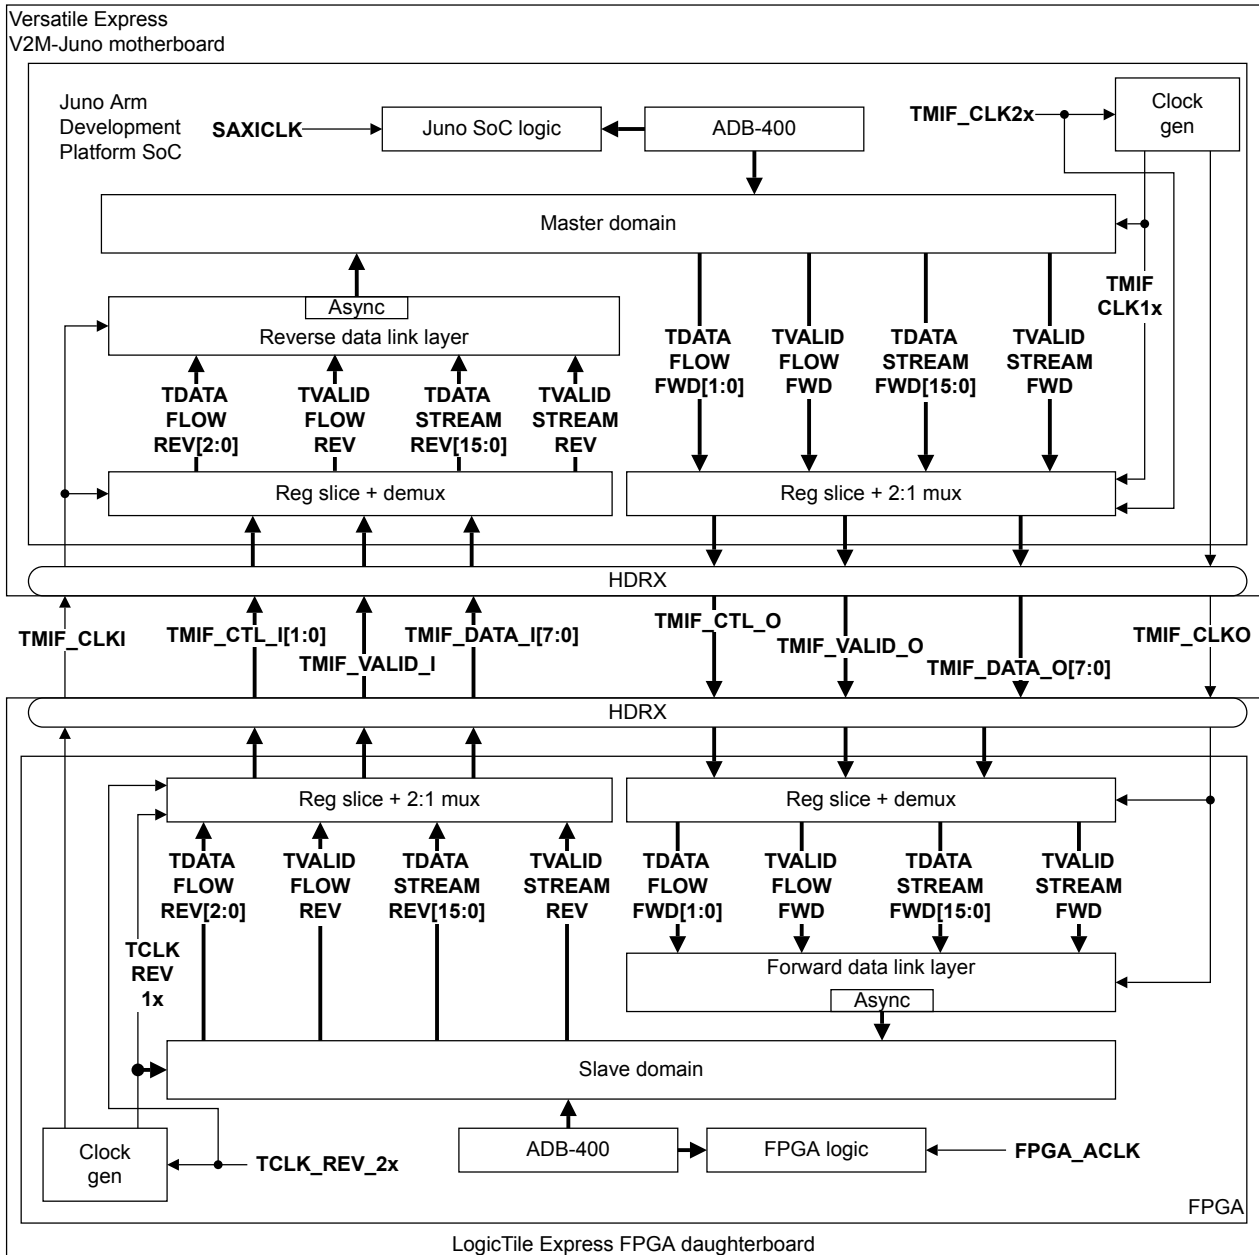 Versatile Express
V2M-Juno motherboard
Juno Arm
Development
Platform SoC
SAXICLK
Juno SoC logic
ADB-400
TMIF_CLK2x
Clock
gen
Master domain
TMIF
CLK1x
Async
Reverse data link layer
TDATA
FLOW
FWD[1:0]
TVALID
FLOW
FWD
TDATA
STREAM
FWD[15:0]
TVALID
STREAM
FWD
TDATA
FLOW
REV[2:0]
TVALID
FLOW
REV
TDATA
STREAM
REV[15:0]
TVALID
STREAM
REV
Reg slice + demux
Reg slice + 2:1 mux
HDRX
TMIF_CLKI
TMIF_CTL_I[1:0]
TMIF_VALID_I
TMIF_DATA_I[7:0]
TMIF_CTL_O
TMIF_VALID_O
TMIF_DATA_O[7:0]
TMIF_CLKO
HDRX
Reg slice + 2:1 mux
Reg slice + demux
TDATA
FLOW
REV[2:0]
TVALID
FLOW
REV
TDATA
STREAM
REV[15:0]
TVALID
STREAM
REV
TDATA
FLOW
FWD[1:0]
TVALID
FLOW
FWD
TDATA
STREAM
FWD[15:0]
TVALID
STREAM
FWD
TCLK
REV
1x
Forward data link layer
Async
Slave domain
Clock
gen
TCLK_REV_2x
ADB-400
FPGA logic
FPGA_ACLK
FPGA
LogicTile Express FPGA daughterboard